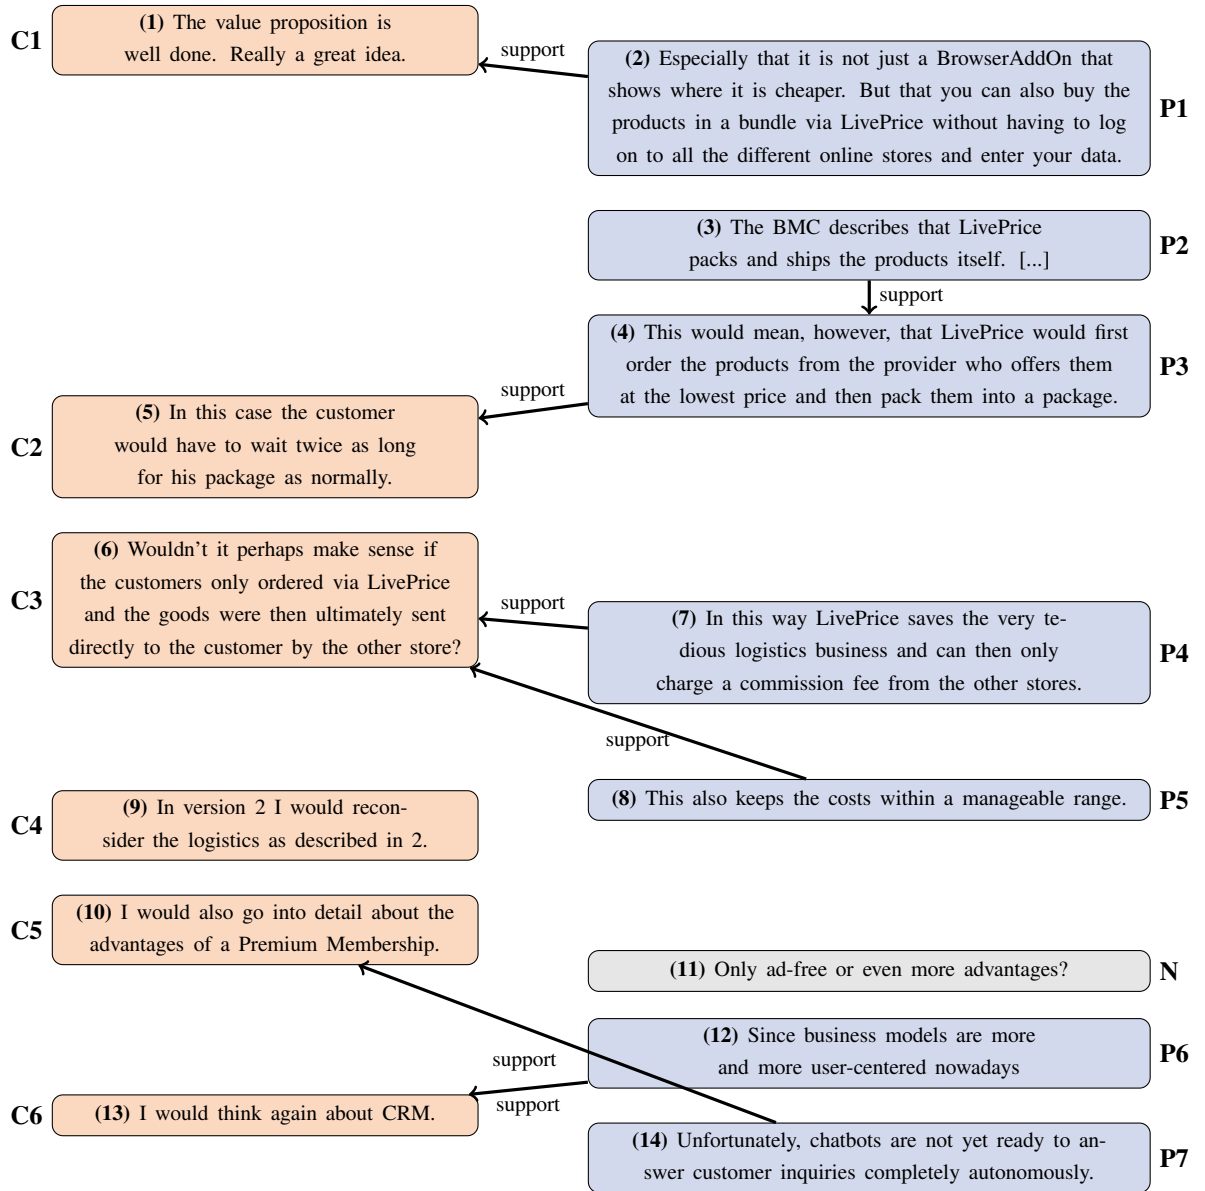 C1
(1) The value proposition is
well done. Really a great idea.
support
(2) Especially that it is not just a BrowserAddOn that
shows where it is cheaper. But that you can also buy the
products in a bundle via LivePrice without having to log
on to all the different online stores and enter your data.
P1
(3) The BMC describes that LivePrice
packs and ships the products itself. [...]
P2
support
(4) This would mean, however, that LivePrice would first
order the products from the provider who offers them
at the lowest price and then pack them into a package.
P3
support
C2
(5) In this case the customer
would have to wait twice as long
for his package as normally.
C3
(6) Wouldn't it perhaps make sense if
the customers only ordered via LivePrice
and the goods were then ultimately sent
directly to the customer by the other store?
support
(7) In this way LivePrice saves the very te-
dious logistics business and can then only
charge a commission fee from the other stores.
P4
support
(8) This also keeps the costs within a manageable range.
P5
C4
(9) In version 2 I would recon-
sider the logistics as described in 2.
C5
(10) I would also go into detail about the
advantages of a Premium Membership.
(11) Only ad-free or even more advantages?
N
(12) Since business models are more
and more user-centered nowadays
P6
support
support
C6
(13) I would think again about CRM.
(14) Unfortunately, chatbots are not yet ready to an-
swer customer inquiries completely autonomously.
P7